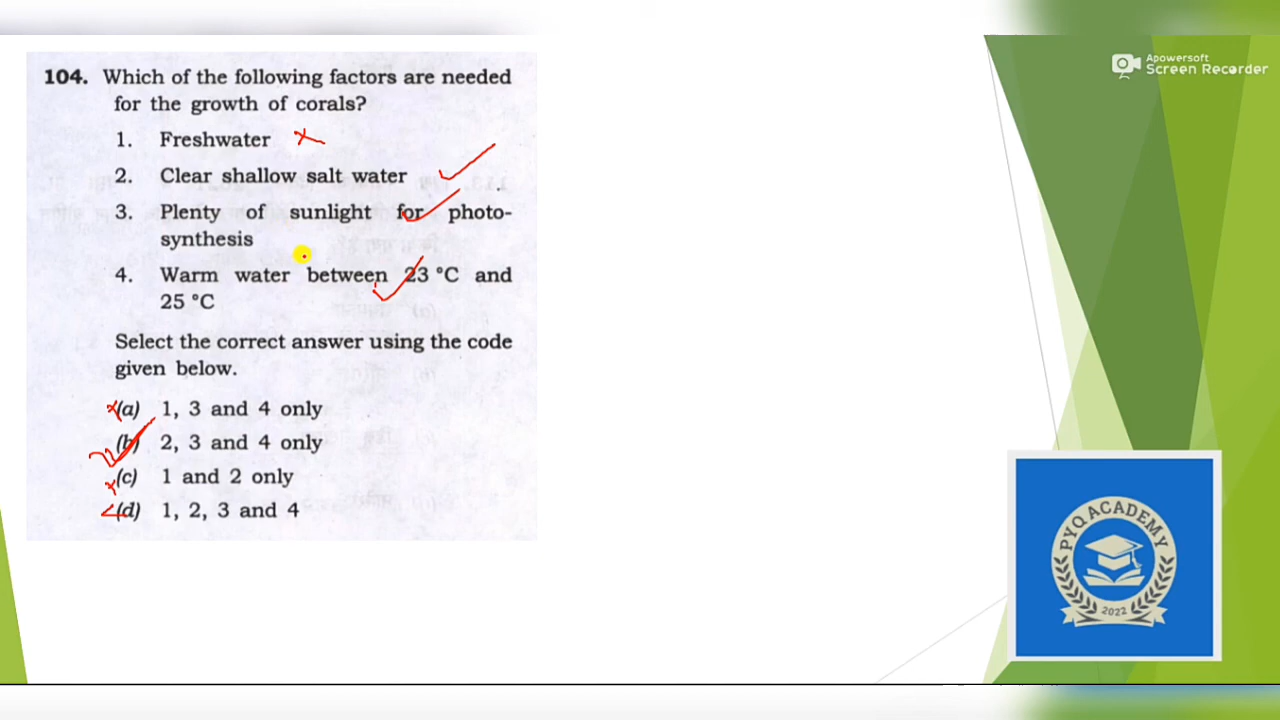 Apowersoft
Screen Recorder
104. Which of the following factors are needed
for the growth of corals?
1. Freshwater
2. Clear shallow salt water
3. Plenty of sunlight for photo-
synthesis
4. Warm water between 23 °C and
25 °C
Select the correct answer using the code
given below.
(a) 1, 3 and 4 only
(b) 2, 3 and 4 only
(c) 1 and 2 only
(d) 1, 2, 3 and 4
PYQ ACADEMY
2022